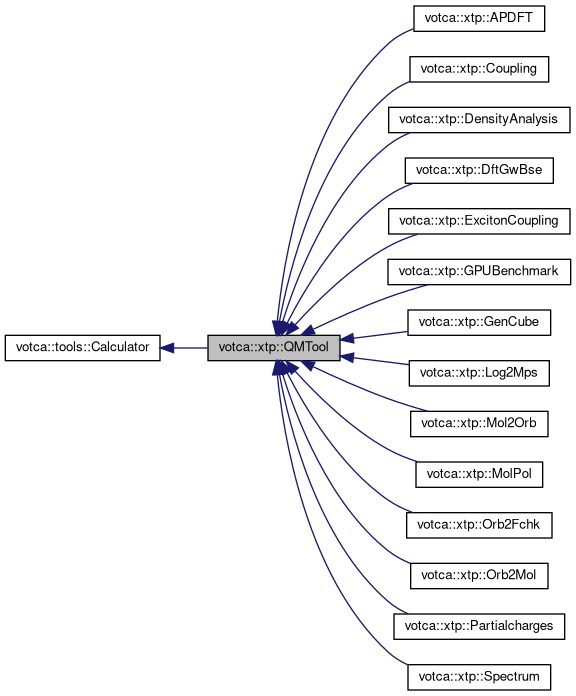 votca::xtp::APDFT
votca::xtp::Coupling
votca::xtp::DensityAnalysis
votca::xtp::DftGwBse
votca::xtp::ExcitonCoupling
votca::xtp::GPUBenchmark
votca::xtp::GenCube
votca::tools::Calculator
votca::xtp::QMTool
votca::xtp::Log2Mps
votca::xtp::Mol2Orb
votca::xtp::MolPol
votca::xtp::Orb2Fchk
votca::xtp::Orb2Mol
votca::xtp::Partialcharges
votca::xtp::Spectrum